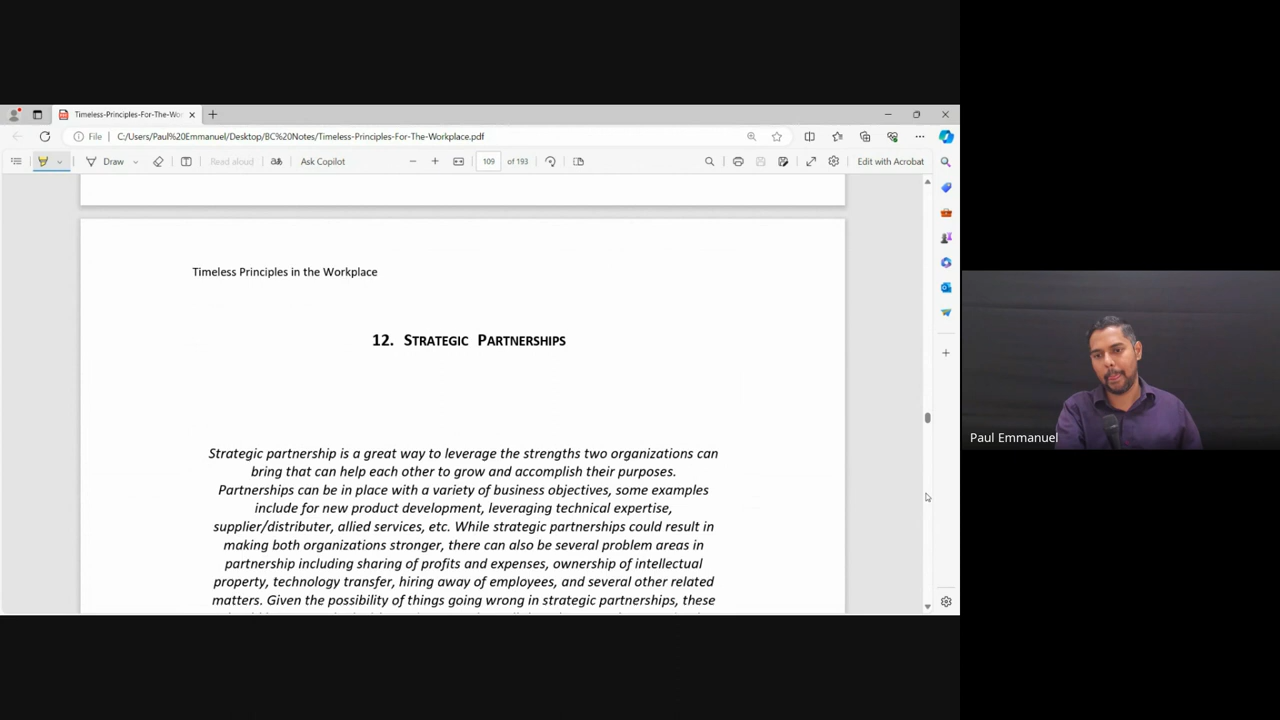 Timeless-Principles-For-The-Wor
File
C:/Users/Paul%20Emmanuel/Desktop/BC%20Notes/Timeless-Principles-For-The-Workplace.pdf
Draw
Read aloud
Ask Copilot
109 of 193
Edit with Acrobat
Timeless Principles in the Workplace
12. STRATEGIC PARTNERSHIPS
Strategic partnership is a great way to leverage the strengths two organizations can
bring that can help each other to grow and accomplish their purposes.
Partnerships can be in place with a variety of business objectives, some examples
include for new product development, leveraging technical expertise,
supplier/distributer, allied services, etc. While strategic partnerships could result in
making both organizations stronger, there can also be several problem areas in
partnership including sharing of profits and expenses, ownership of intellectual
property, technology transfer, hiring away of employees, and several other related
matters. Given the possibility of things going wrong in strategic partnerships, these
Paul Emmanuel